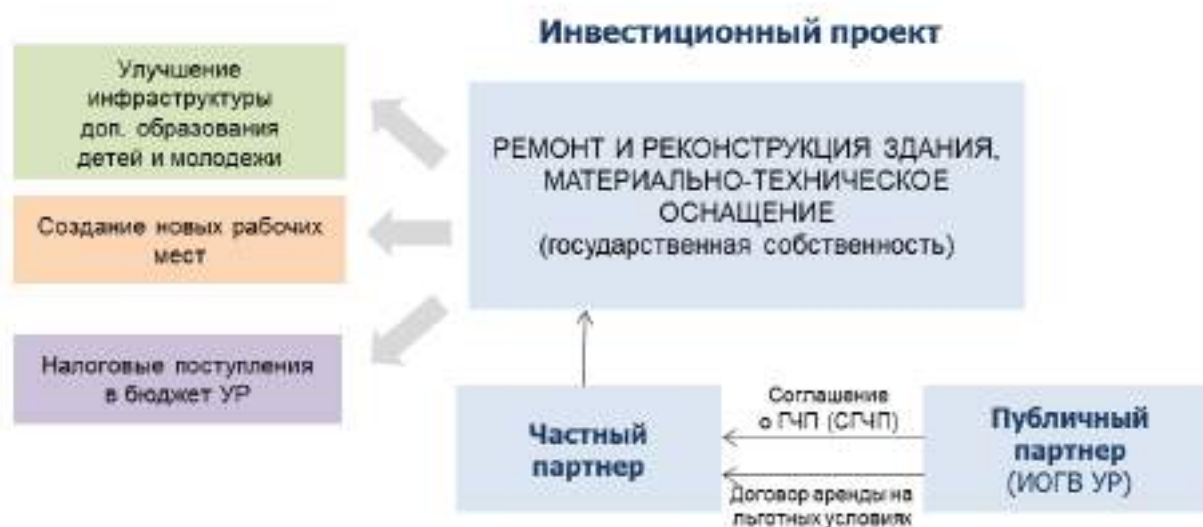 Инвестиционный проект
Улучшение
инфраструктуры
доп. образования
детей и молодежи
Создание новых рабочих
мест
Налоговые поступления
в бюджет УР
РЕМОНТ И РЕКОНСТРУКЦИЯ ЗДАНИЯ,
МАТЕРИАЛЬНО-ТЕХНИЧЕСКОЕ
ОСНАЩЕНИЕ
(государственная собственность)
Частный
партнер
Соглашение
о ГЧП (СГЧП)
Договор аренды на
льготных условиях
Публичный
партнер
(ИОГВ УР)